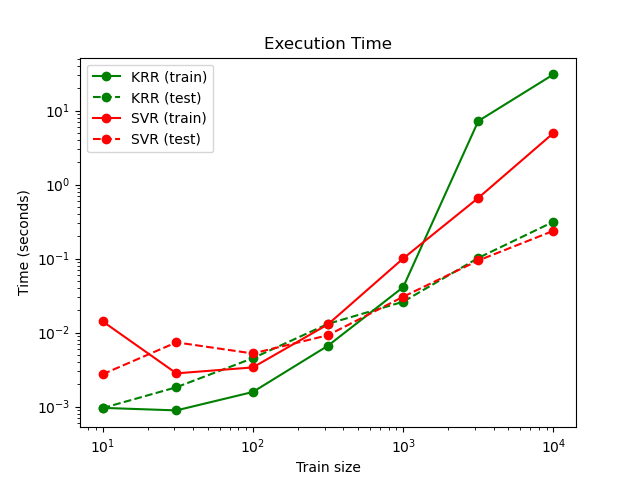 Execution Time
KRR (train)
KRR (test)
SVR (train)
SVR (test)
Time (seconds)
10¹
10⁰
10⁻¹
10⁻²
10⁻³
10¹ 10² 10³ 10⁴
Train size